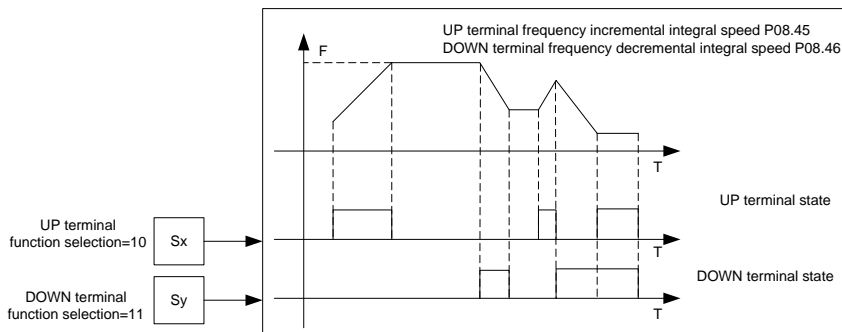 UP terminal frequency incremental integral speed P08.45
DOWN terminal frequency decremental integral speed P08.46
F
T
UP terminal state
UP terminal
function selection=10
Sx
T
DOWN terminal state
DOWN terminal
function selection=11
Sy
T